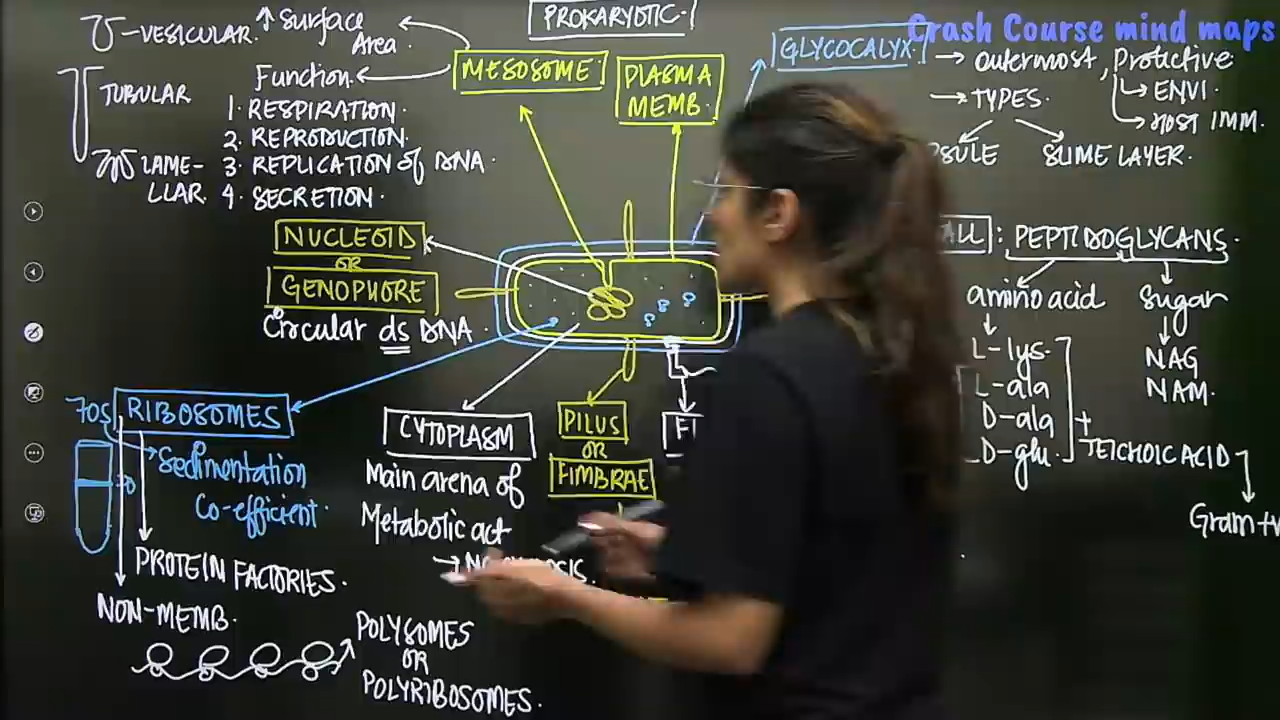 PROKARYOTIC
Crash Course mind maps
VESICULAR
↑ Surface
Area
MESOSOME
PLASMA
MEMB.
GLYCOCALYX
→ outermost, Protictive
↳ ENVI
→ HOST IMM.
→ TYPES
SULE
SLIME LAYER.
TUBULAR
LAME-
LLAR
Function
1. RESPIRATION
2. REPRODUCTION.
3. REPLICATION of DNA
4. SECRETION
NUCLEOID
OR
GENOPHORE
Circular ds DNA
ALL : PEPTIDOGLYCANS
amino acid
L-lys
L-ala
D-ala
D-glu
+
TEICHOIC ACID
Gram +v
Sugar
NAG
NAM
70s RIBOSOMES
Sedimentation
Co-efficient
PROTEIN FACTORIES.
NON-MEMB.
POLYSOMES
OR
POLYRIBOSOMES.
CYTOPLASM
Main arena of
Metabolic act
PILUS
OR
FIMBRAE